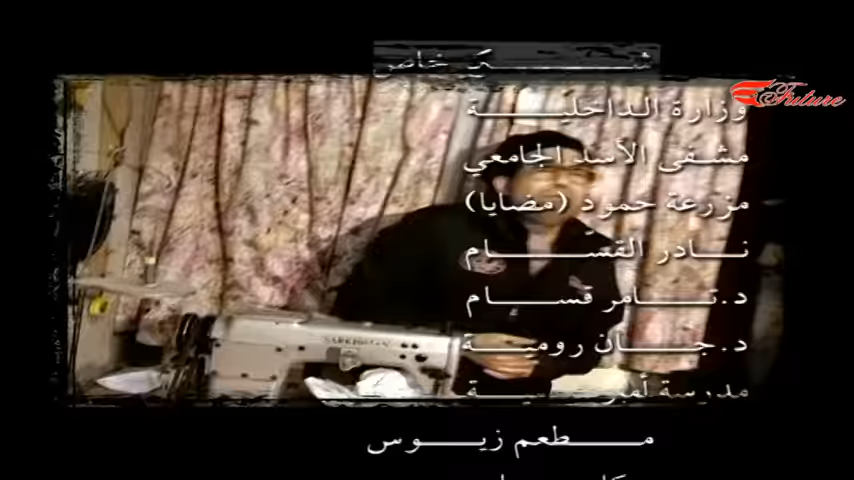 شكر خاص
وزارة الداخلية
Future
مشفى الأسد الجامعي
مزرعة حمود (مضايا)
نادر القسام
د.تامر قسام
د.جان رومية
مدرسة
مطعم زيوس